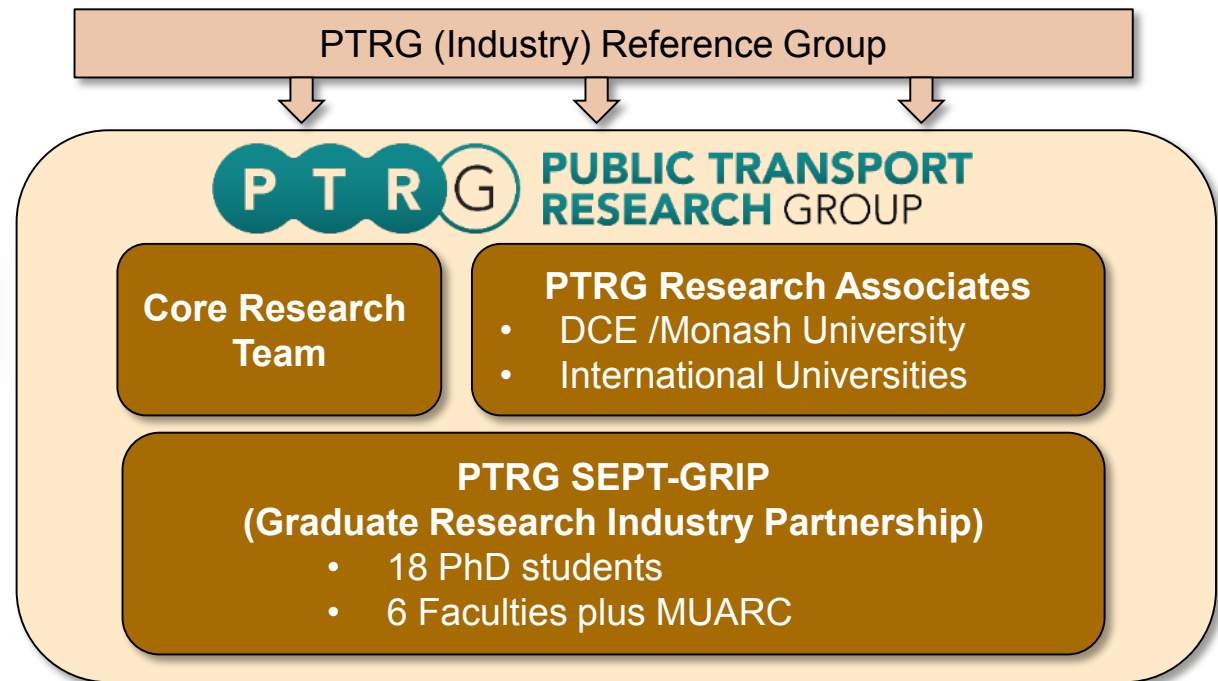 PTRG (Industry) Reference Group
PTRG PUBLIC TRANSPORT
RESEARCH GROUP
Core Research
Team
PTRG Research Associates
• DCE /Monash University
• International Universities
PTRG SEPT-GRIP
(Graduate Research Industry Partnership)
• 18 PhD students
• 6 Faculties plus MUARC